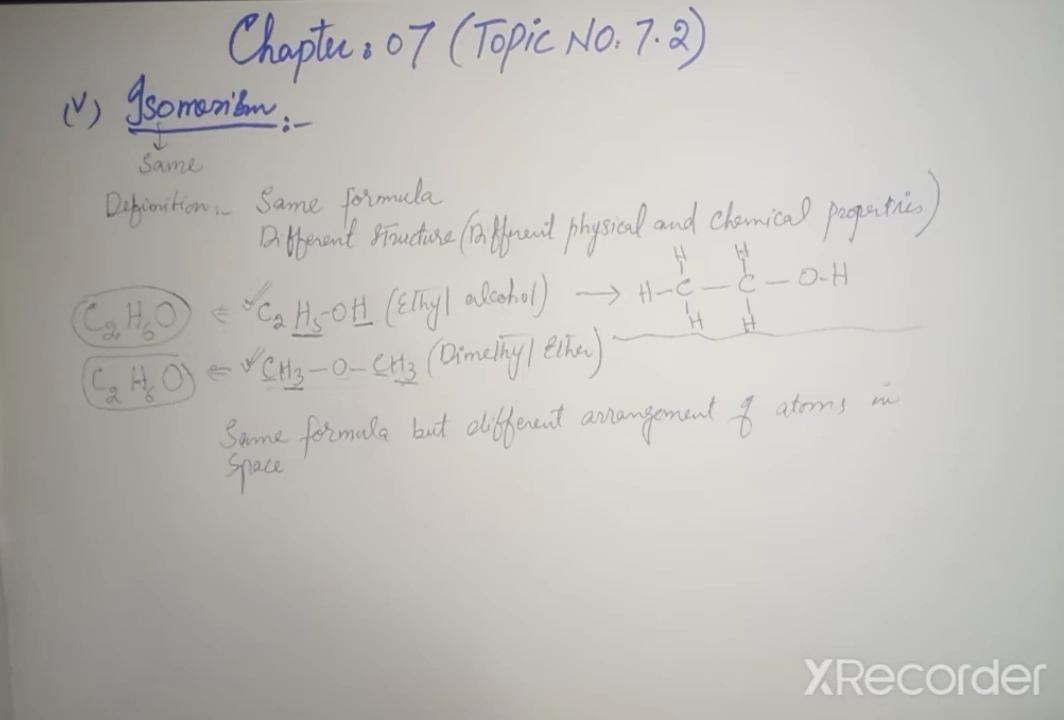 Chapter: 07 (Topic NO. 7.2)
(V) Isomerism:-
Same
Definition:- Same formula
Different structure (Different physical and chemical properties)
C2H6O = C2H5-OH (Ethyl alcohol) → H-C-C-O-H
H H
H H
C2H6O = CH3-O-CH3 (Dimethyl Ether)
Same formula but different arrangement of atoms in
space
XRecorder